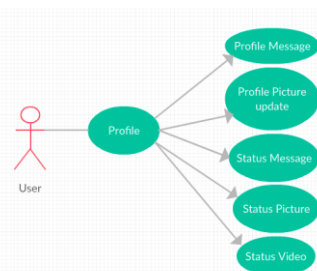 Profile Message
Profile Picture
update
Profile
Status Message
User
Status Picture
Status Video